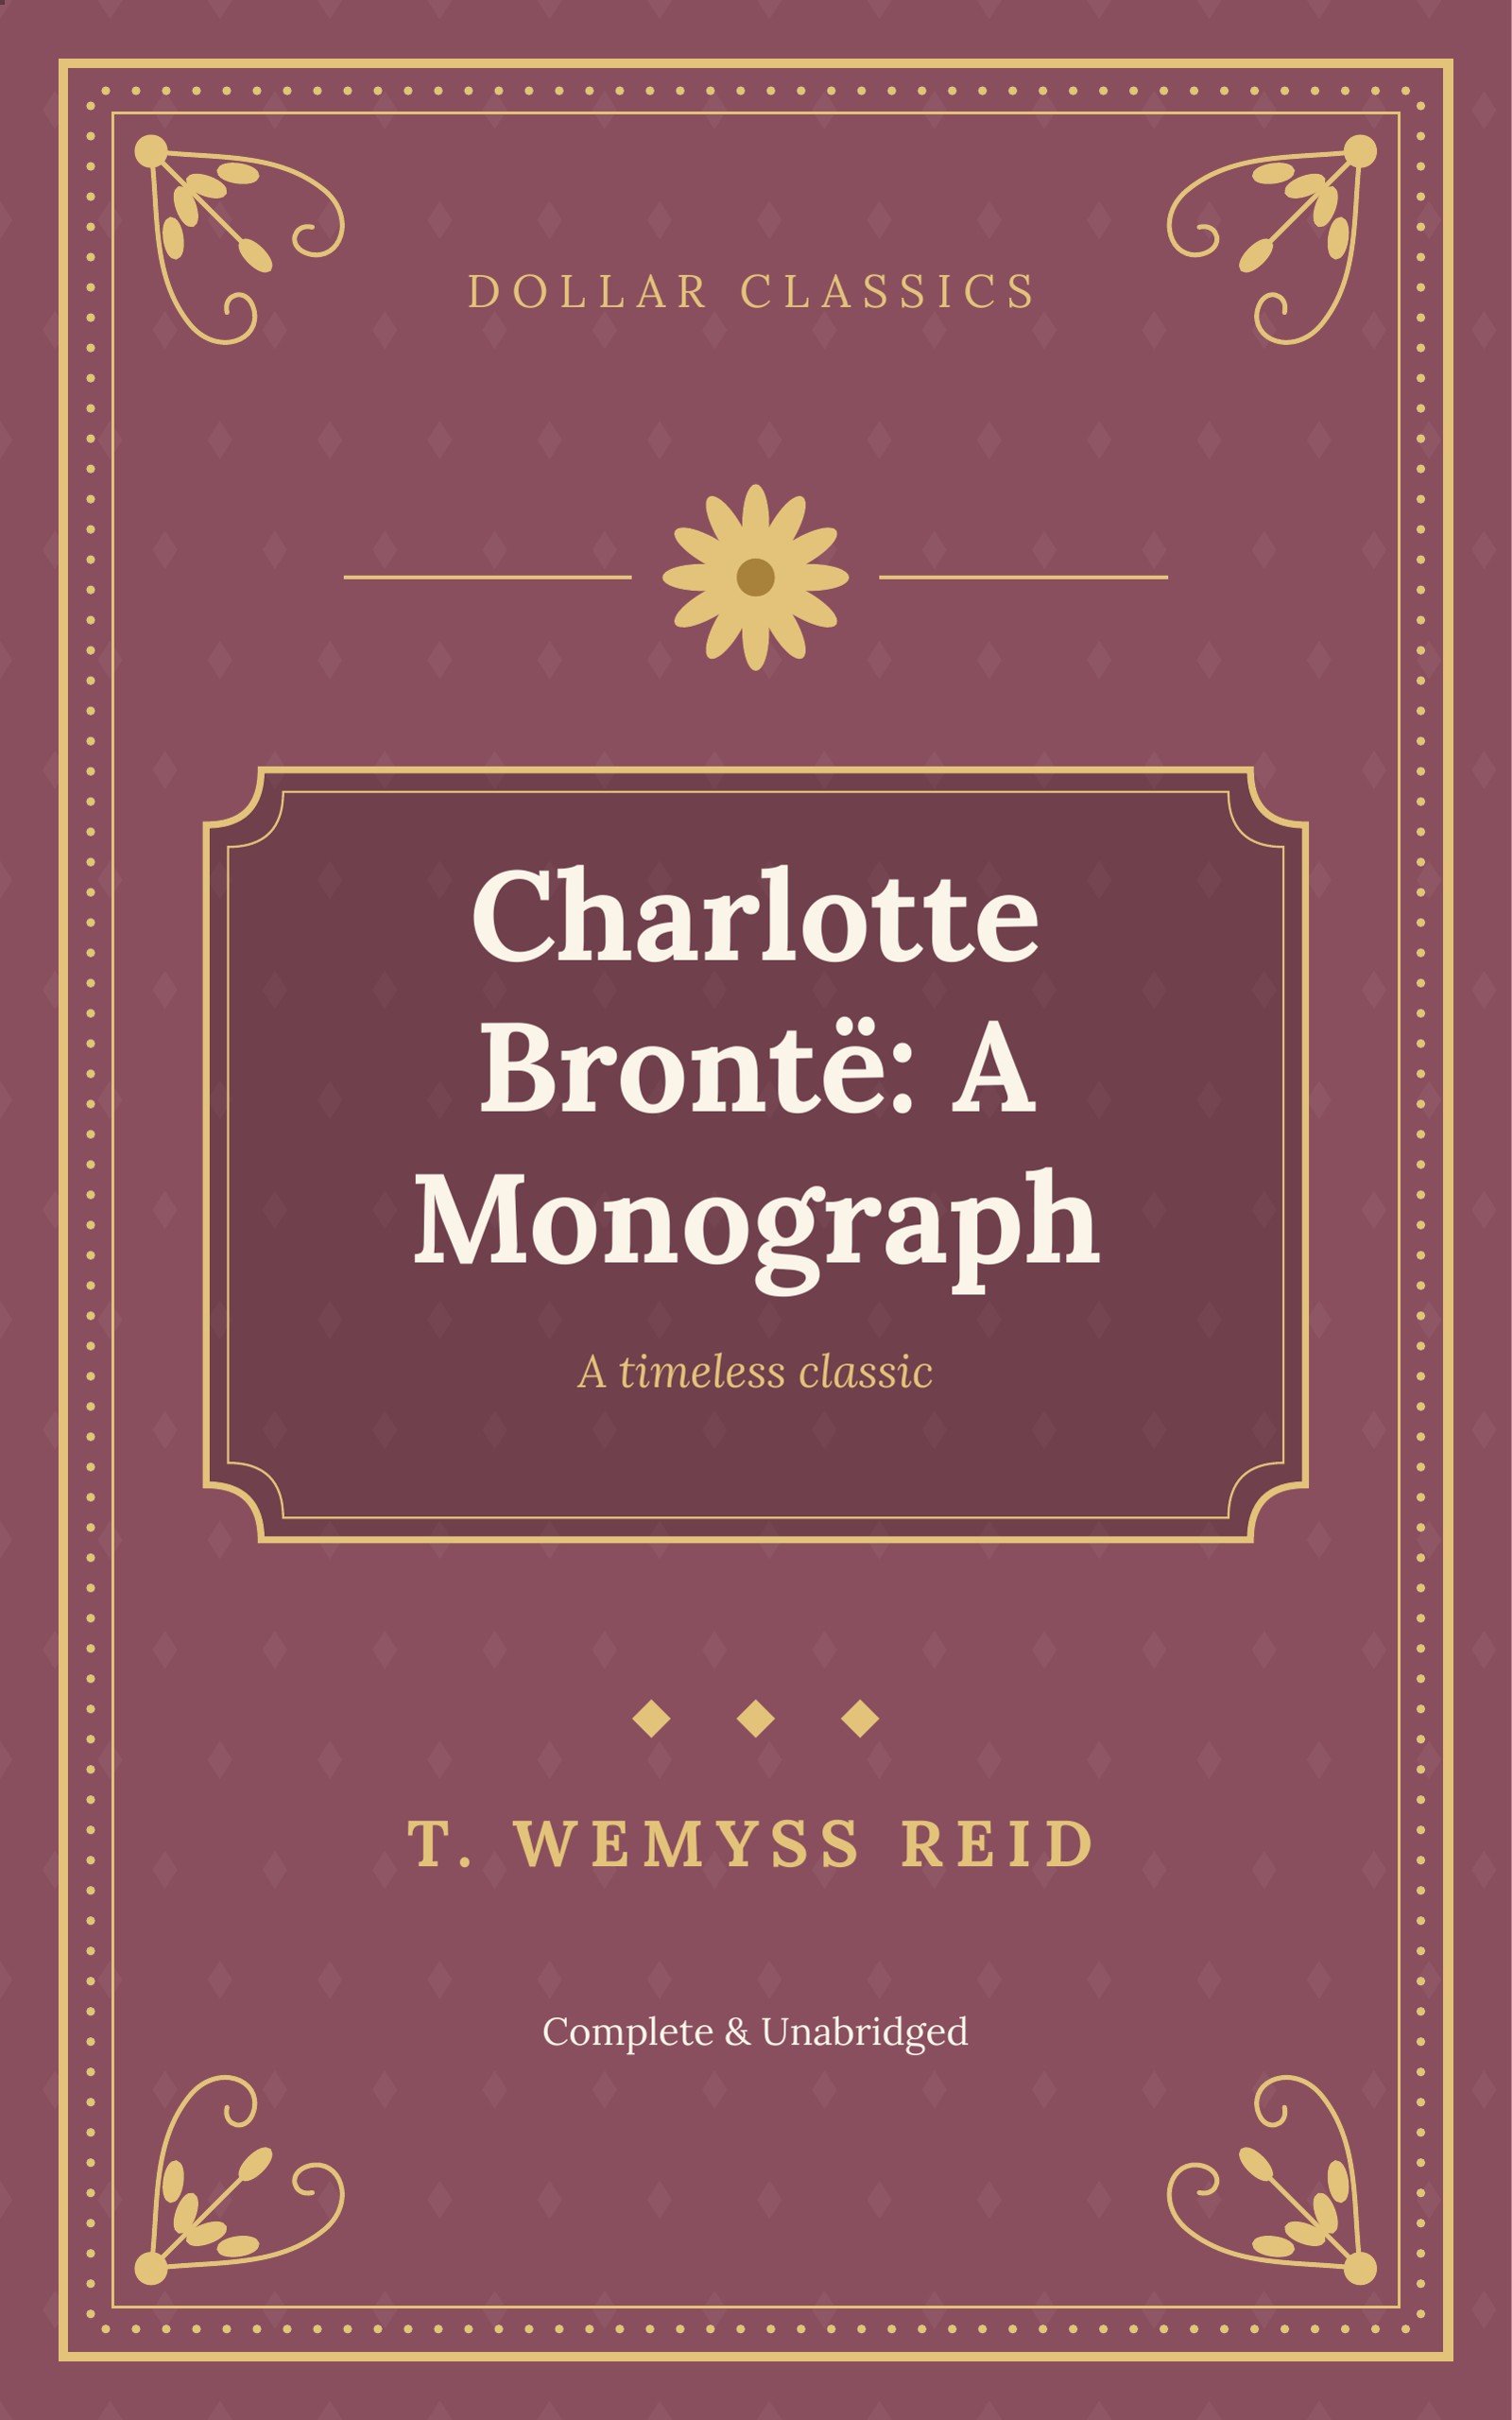 DOLLAR CLASSICS
Charlotte
Brontë: A
Monograph
A timeless classic
T. WEMYSS REID
Complete & Unabridged